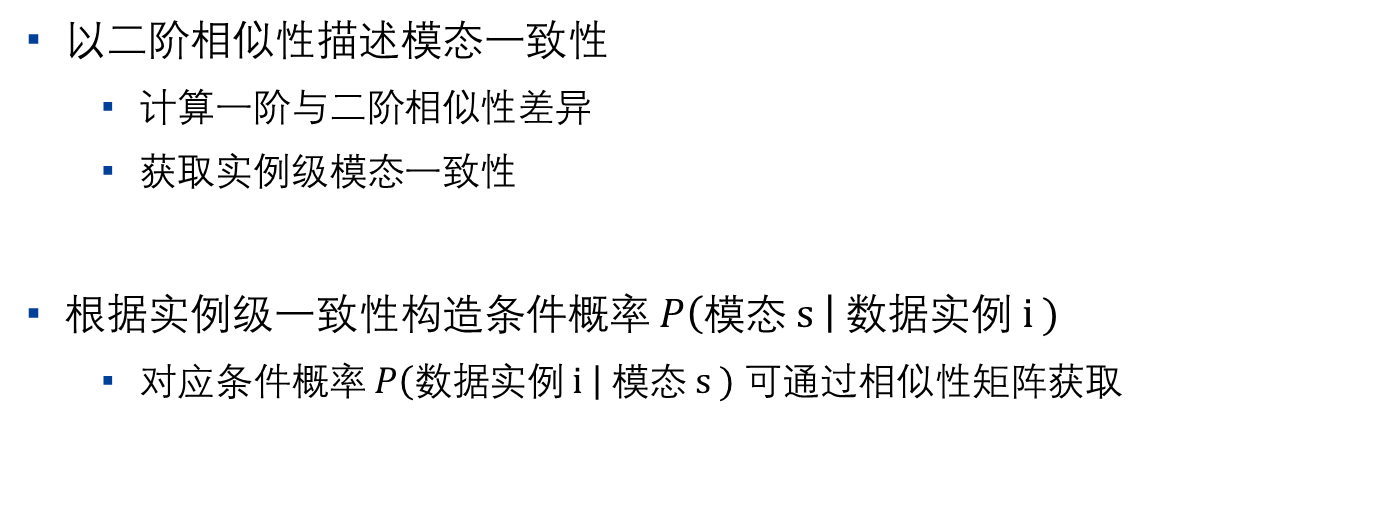 ▪ 以二阶相似性描述模态一致性
▪ 计算一阶与二阶相似性差异
▪ 获取实例级模态一致性
▪ 根据实例级一致性构造条件概率 P(模态 s | 数据实例 i )
▪ 对应条件概率 P(数据实例 i | 模态 s ) 可通过相似性矩阵获取